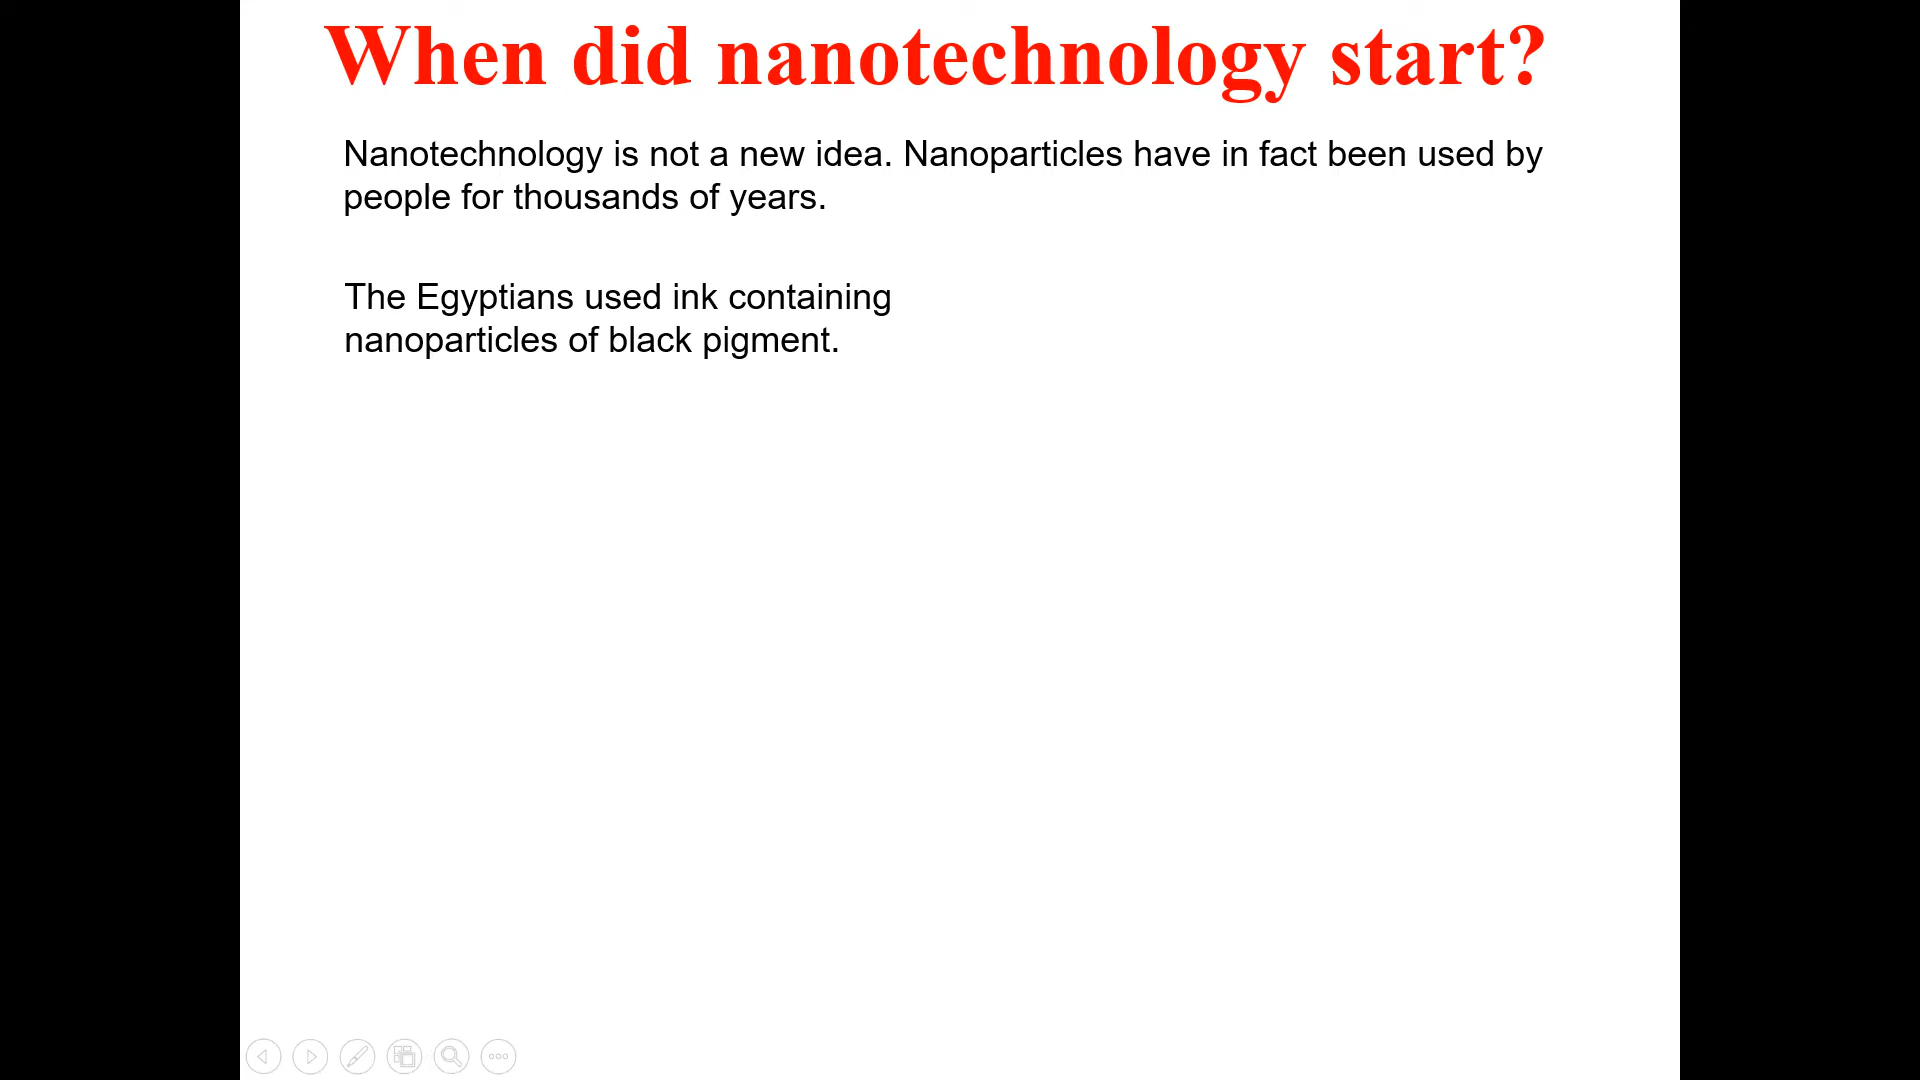 When did nanotechnology start?
Nanotechnology is not a new idea. Nanoparticles have in fact been used by
people for thousands of years.
The Egyptians used ink containing
nanoparticles of black pigment.